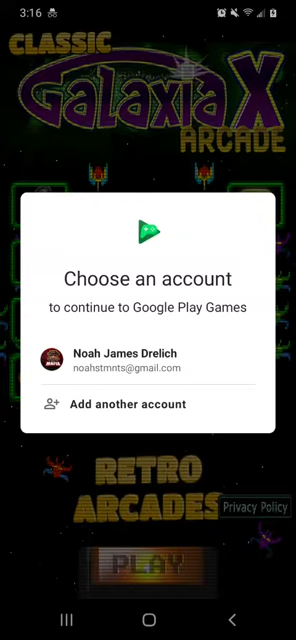 3:16
CLASSIC
GalaxiaX
ARCADE
Choose an account
to continue to Google Play Games
Noah James Drelich
noahstmnts@gmail.com
Add another account
RETRO
ARCADES
Privacy Policy
PLAY